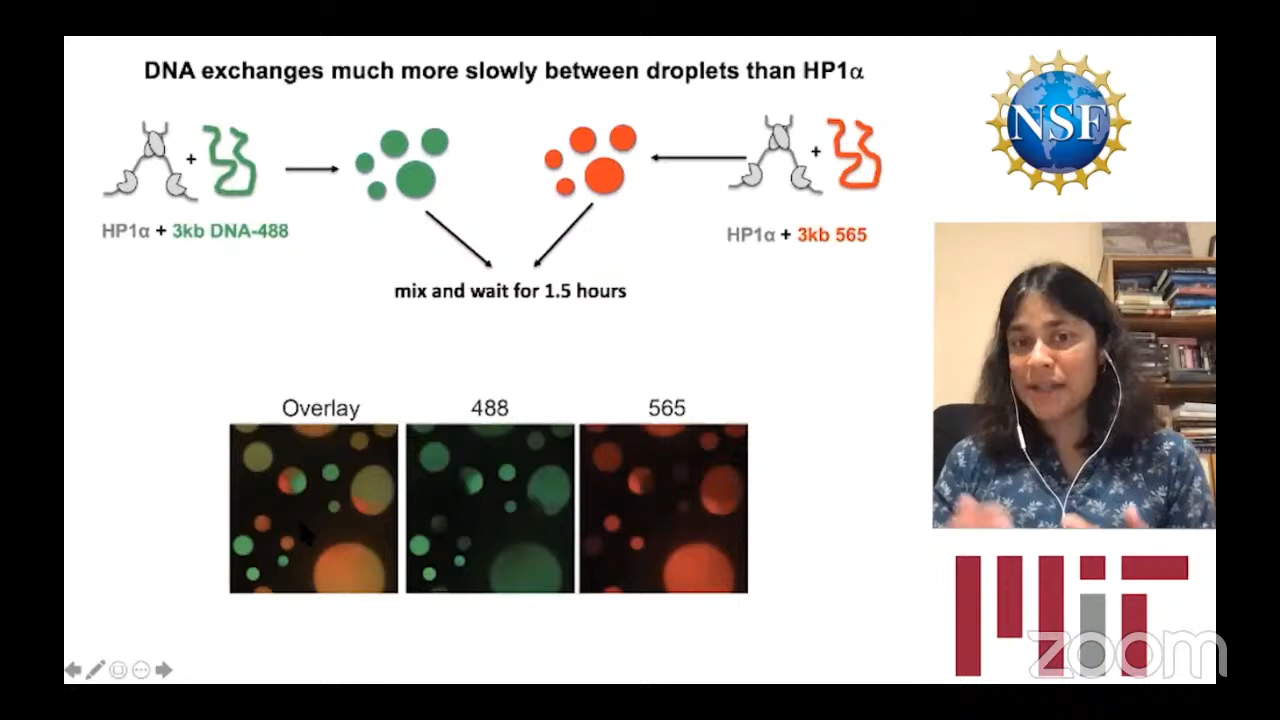 DNA exchanges much more slowly between droplets than HP1α
NSF
+
+
HP1α + 3kb DNA-488
HP1α + 3kb 565
mix and wait for 1.5 hours
Overlay
488
565
MIT
zoom